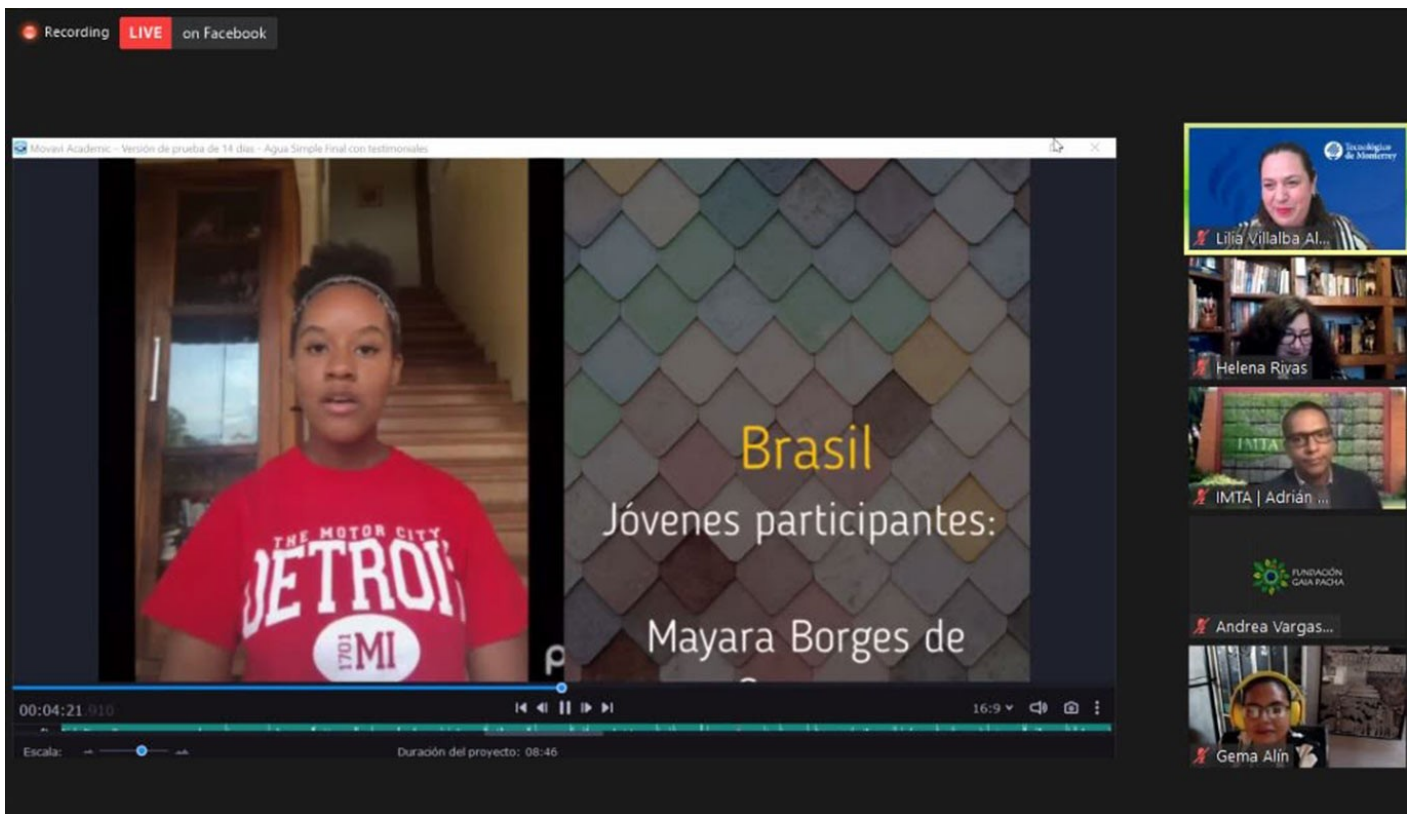 Recording LIVE on Facebook
Movavi Academic – Versión de prueba de 14 días - Agua Simple Final con testimoniales
THE MOTOR CITY
DETROIT
1701 MI
Brasil
Jóvenes participantes:
Mayara Borges de
00:04:21.910
16:9
Escala:
Duración del proyecto: 08:46
Tecnológico
de Monterrey
Lilia Villalba Al...
Helena Rivas
IMTA
IMTA | Adrián ...
FUNDACIÓN
GAIA PACHA
Andrea Vargas...
Gema Alín